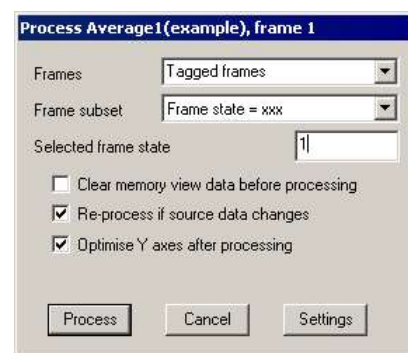 Process Average1(example), frame 1
Frames Tagged frames
Frame subset Frame state = xxx
Selected frame state 1
Clear memory view data before processing
Re-process if source data changes
Optimise Y axes after processing
Process Cancel Settings